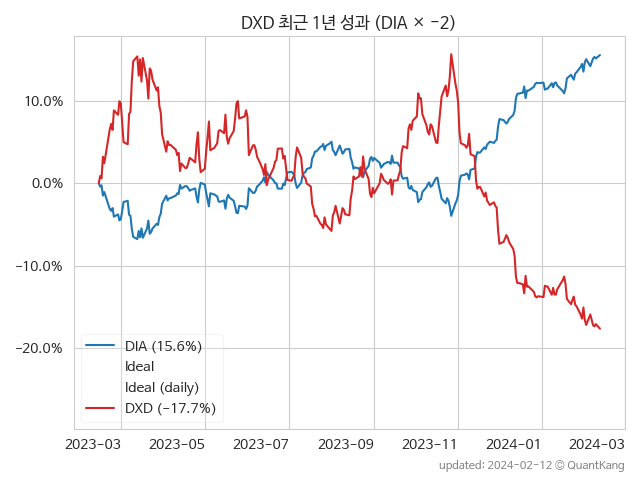 DXD 최근 1년 성과 (DIA × −2)
10.0%
0.0%
−10.0%
−20.0%
DIA (15.6%)
Ideal
Ideal (daily)
DXD (−17.7%)
2023-03 2023-05 2023-07 2023-09 2023-11 2024-01 2024-03
updated: 2024-02-12 © QuantKang